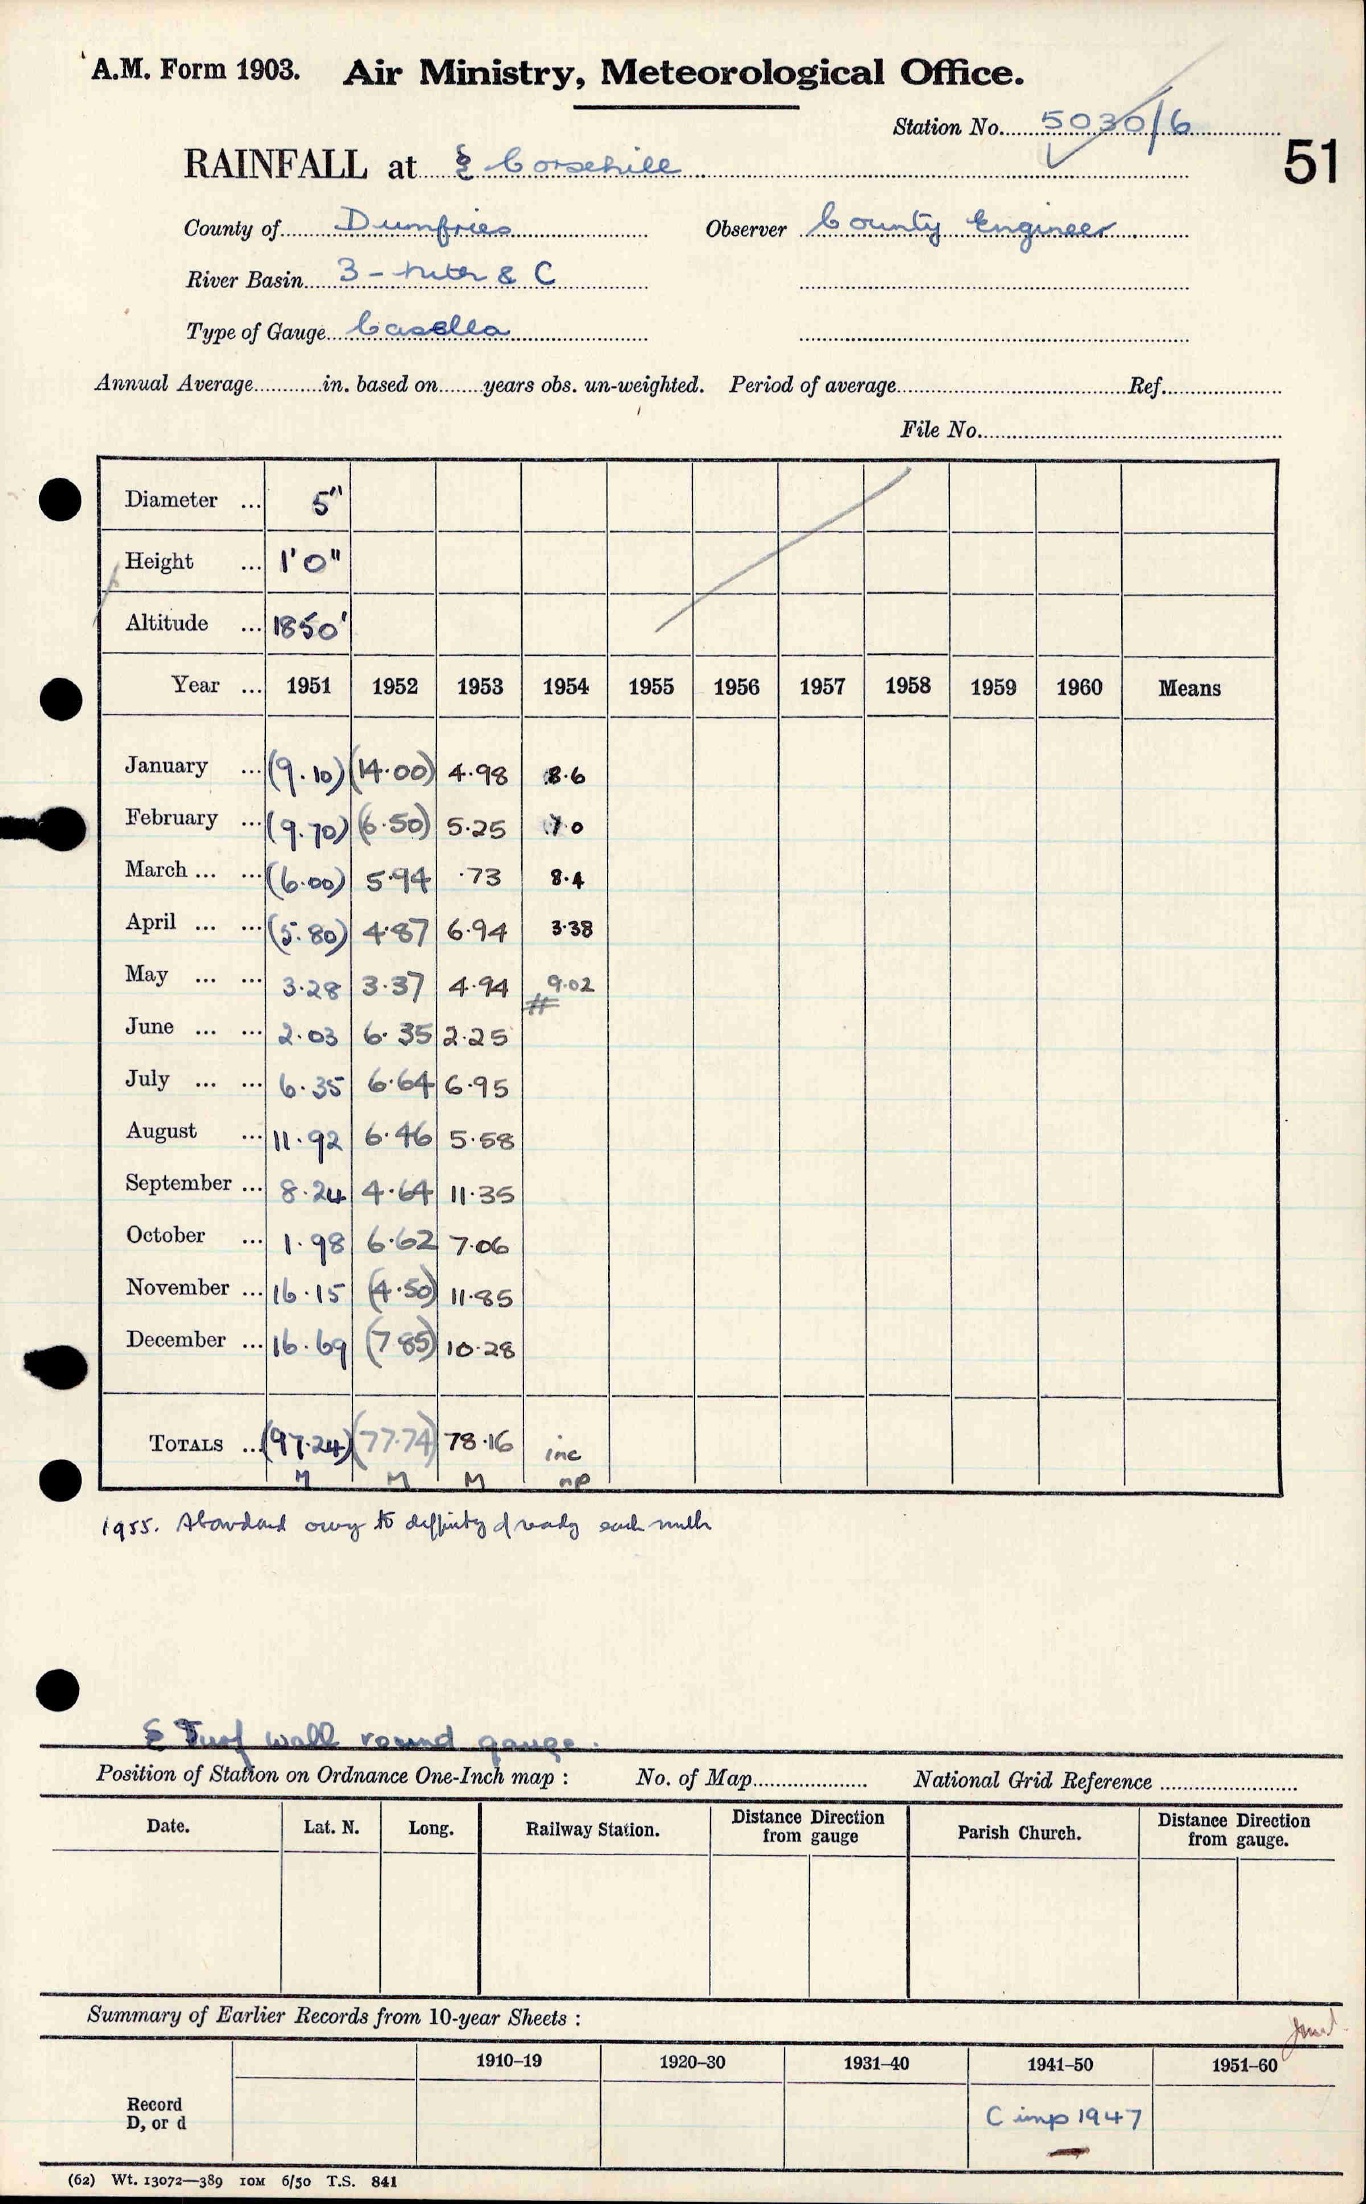 A.M. Form 1903. Air Ministry, Meteorological Office.
Station No. 5030/6
51
RAINFALL at Corsehill
County of Dumfries Observer County Engineer
River Basin 3 - Nith & C
Type of Gauge Casella
Annual Average in. based on years obs. un-weighted. Period of average Ref.
File No.
Diameter ... 5"
Height ... 1'0"
Altitude ... 1850'
Year ... 1951 1952 1953 1954 1955 1956 1957 1958 1959 1960 Means
January ... (9.10) (14.00) 4.98 8.6
February ... (9.70) (6.50) 5.25 7.0
March ... ... (6.00) 5.94 .73 8.4
April ... ... (5.80) 4.87 6.94 3.38
May ... ... 3.28 3.37 4.94 9.02
June ... ... 2.03 6.35 2.25
July ... ... 6.35 6.64 6.95
August ... 11.92 6.46 5.58
September ... 8.24 4.64 11.35
October ... 1.98 6.62 7.06
November ... 16.15 (4.50) 11.85
December ... 16.69 (7.85) 10.28
TOTALS ... (97.24) (77.74) 78.16 inc
M M M mp
1955. owing to of each month
Turf wall round gauge.
Position of Station on Ordnance One-Inch map : No. of Map National Grid Reference
Date. Lat. N. Long. Railway Station. Distance Direction from gauge Parish Church. Distance Direction from gauge.
Summary of Earlier Records from 10-year Sheets :
1910–19 1920–30 1931–40 1941–50 1951–60
Record
D, or d
C imp 1947
(62) Wt. 13072—389 10M 6/50 T.S. 841